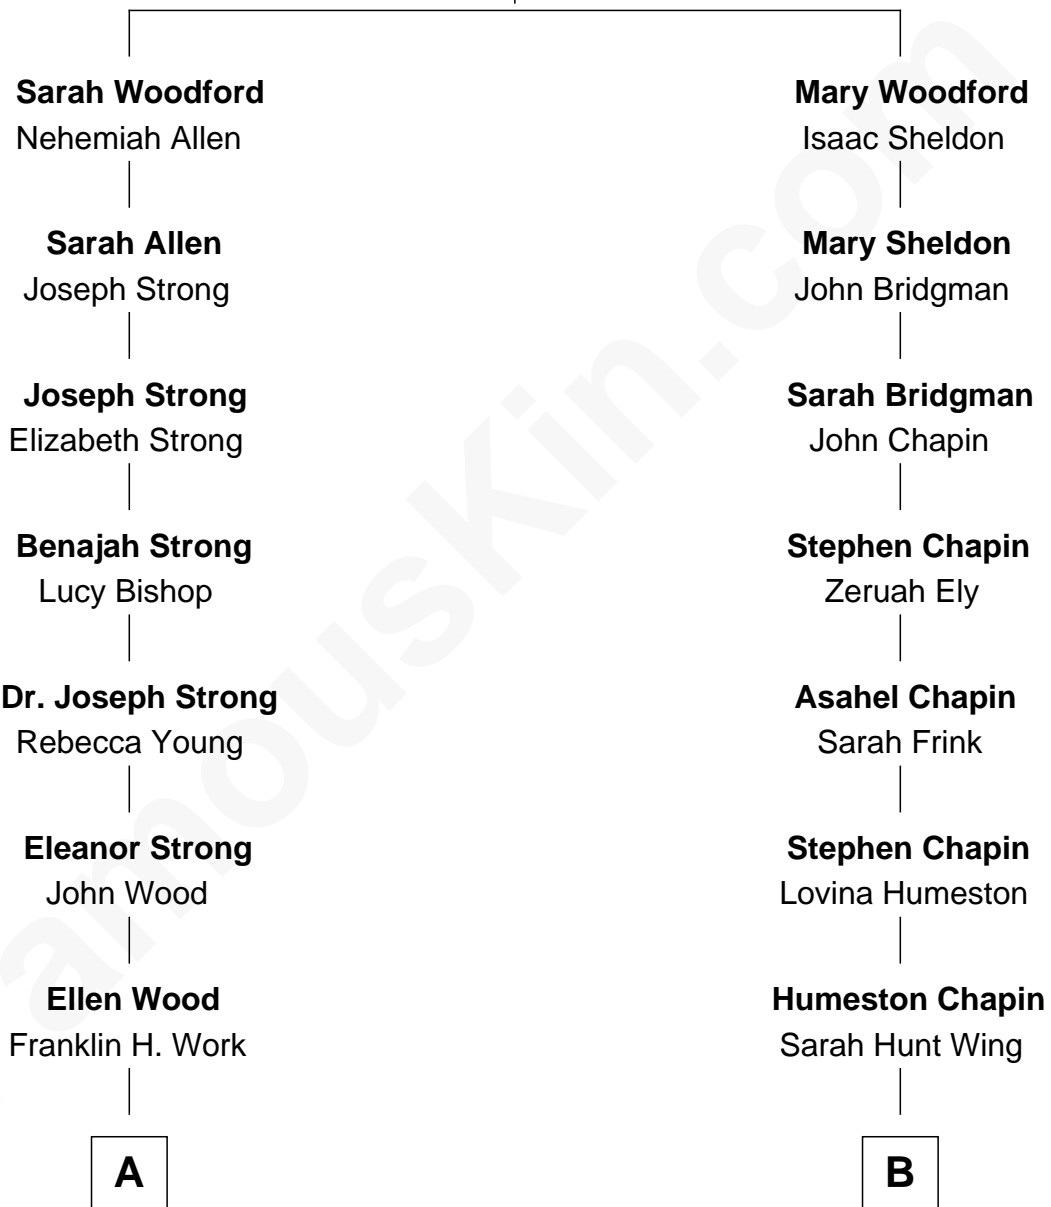 Sarah Woodford
Nehemiah Allen
Sarah Allen
Joseph Strong
Joseph Strong
Elizabeth Strong
Benajah Strong
Lucy Bishop
Dr. Joseph Strong
Rebecca Young
Eleanor Strong
John Wood
Ellen Wood
Franklin H. Work
A
Mary Woodford
Isaac Sheldon
Mary Sheldon
John Bridgman
Sarah Bridgman
John Chapin
Stephen Chapin
Zeruah Ely
Asahel Chapin
Sarah Frink
Stephen Chapin
Lovina Humeston
Humeston Chapin
Sarah Hunt Wing
B
amouskin.com